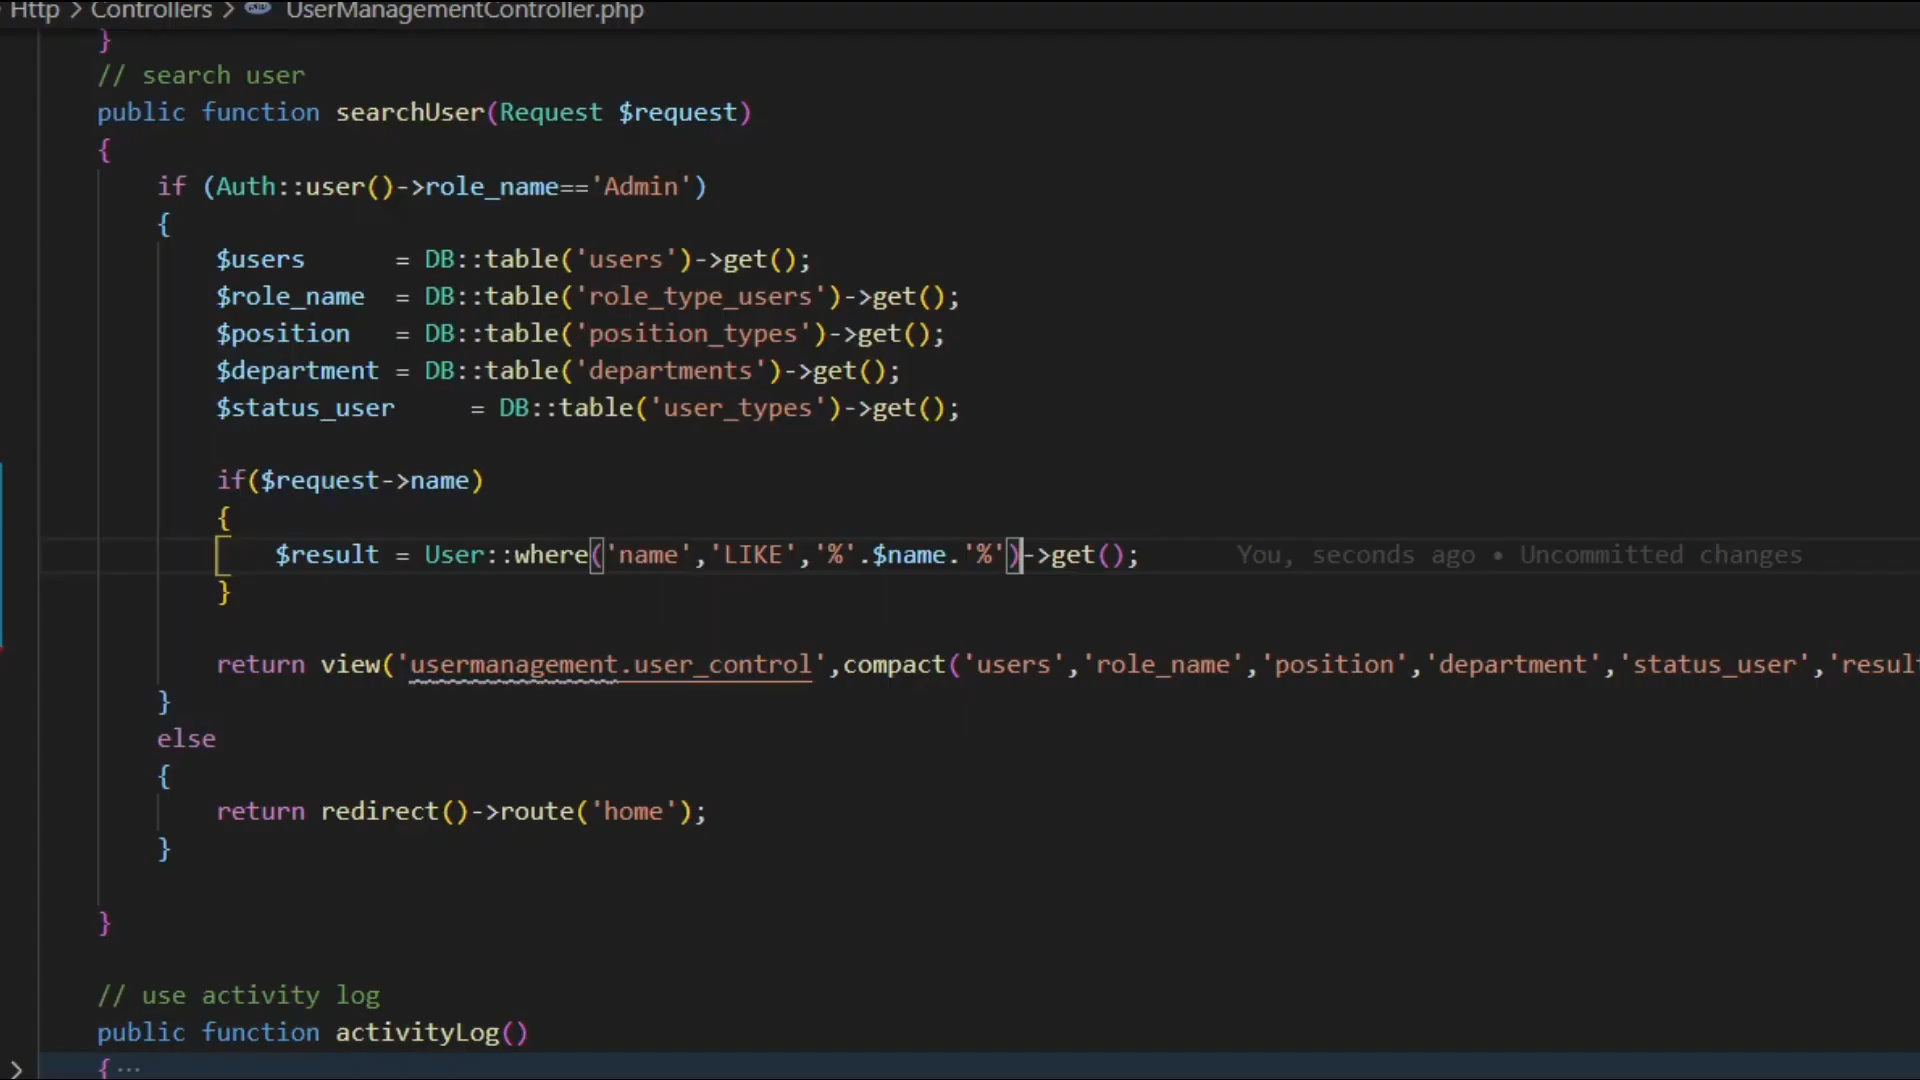 Http > Controllers > UserManagementController.php
}
// search user
public function searchUser(Request $request)
{
if (Auth::user()->role_name=='Admin')
{
$users      = DB::table('users')->get();
$role_name  = DB::table('role_type_users')->get();
$position   = DB::table('position_types')->get();
$department = DB::table('departments')->get();
$status_user     = DB::table('user_types')->get();
if($request->name)
{
$result = User::where('name','LIKE','%'.$name.'%')->get(); You, seconds ago • Uncommitted changes
}
return view('usermanagement.user_control',compact('users','role_name','position','department','status_user','result
}
else
{
return redirect()->route('home');
}
}
// use activity log
public function activityLog()
{ ···